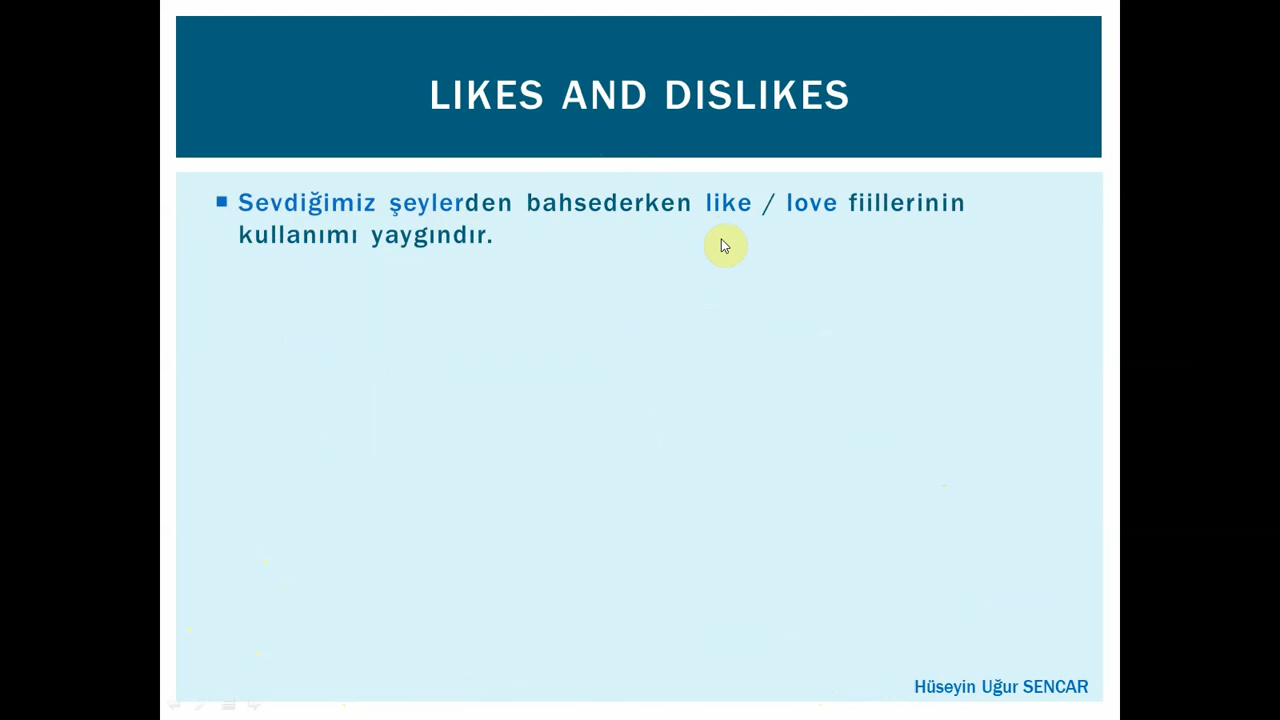 LIKES AND DISLIKES
Sevdiğimiz şeylerden bahsederken like / love fiillerinin
kullanımı yaygındır.
Hüseyin Uğur SENCAR